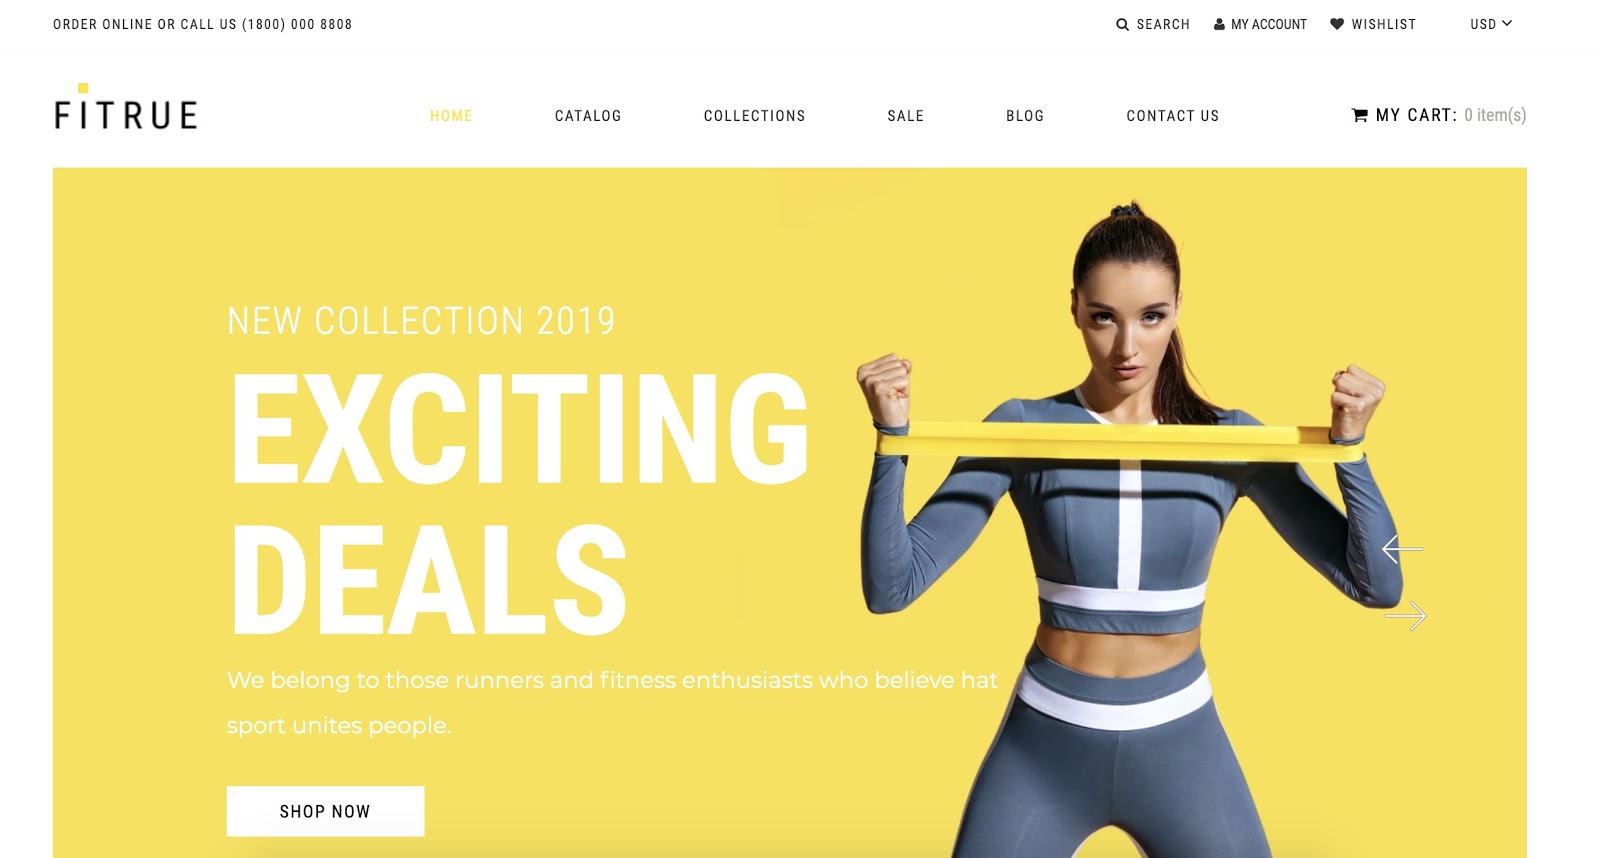 ORDER ONLINE OR CALL US (1800) 000 8808
SEARCH MY ACCOUNT WISHLIST USD
FiTRUE
HOME CATALOG COLLECTIONS SALE BLOG CONTACT US
MY CART: 0 item(s)
NEW COLLECTION 2019
EXCITING
DEALS
We belong to those runners and fitness enthusiasts who believe hat
sport unites people.
SHOP NOW